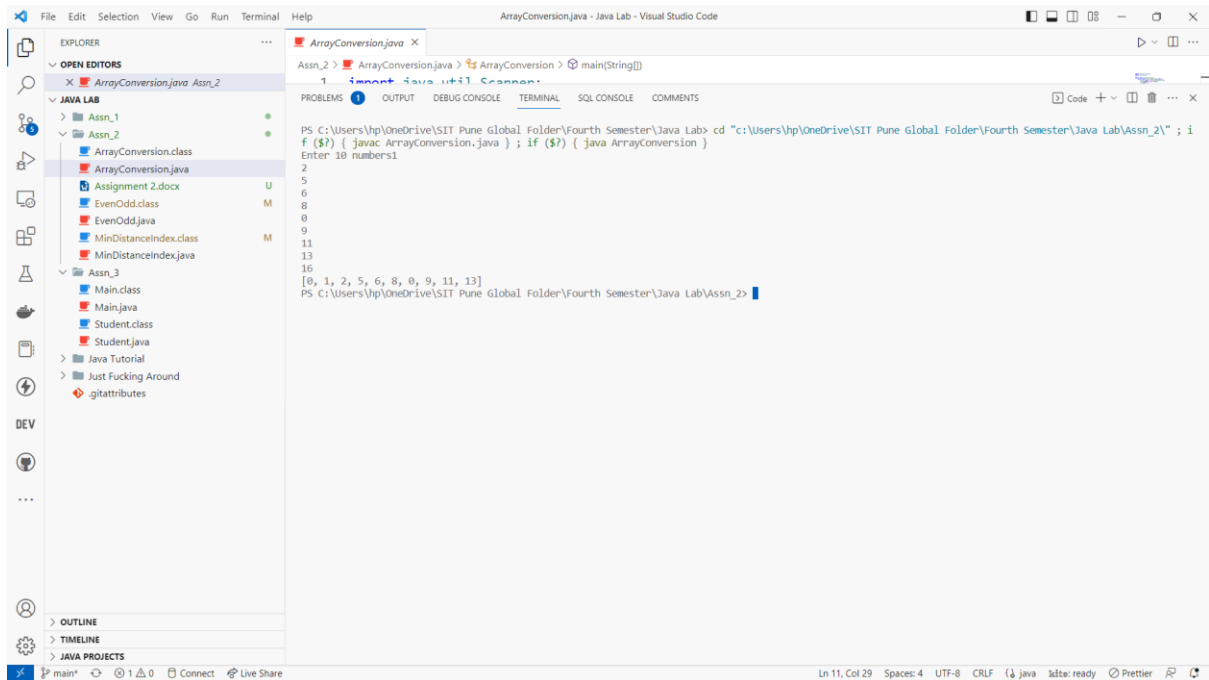 File Edit Selection View Go Run Terminal Help
ArrayConversion.java - Java Lab - Visual Studio Code
EXPLORER
OPEN EDITORS
ArrayConversion.java Assn_2
JAVA LAB
Assn_1
Assn_2
ArrayConversion.class
ArrayConversion.java
Assignment 2.docx U
EvenOdd.class M
EvenOdd.java
MinDistanceIndex.class M
MinDistanceIndex.java
Assn_3
Main.class
Main.java
Student.class
Student.java
Java Tutorial
Just Fucking Around
.gitattributes
5
DEV
OUTLINE
TIMELINE
JAVA PROJECTS
ArrayConversion.java
Assn_2 > ArrayConversion.java > ArrayConversion > main(String[])
1 import java.util.Scanner;
PROBLEMS 1 OUTPUT DEBUG CONSOLE TERMINAL SQL CONSOLE COMMENTS
Code
PS C:\Users\hp\OneDrive\SIT Pune Global Folder\Fourth Semester\Java Lab> cd "c:\Users\hp\OneDrive\SIT Pune Global Folder\Fourth Semester\Java Lab\Assn_2\" ; i
f ($?) { javac ArrayConversion.java } ; if ($?) { java ArrayConversion }
Enter 10 numbers1
2
5
6
8
0
9
11
13
16
[0, 1, 2, 5, 6, 8, 0, 9, 11, 13]
PS C:\Users\hp\OneDrive\SIT Pune Global Folder\Fourth Semester\Java Lab\Assn_2>
main* 1 0 Connect Live Share
Ln 11, Col 29 Spaces: 4 UTF-8 CRLF java : ready Prettier